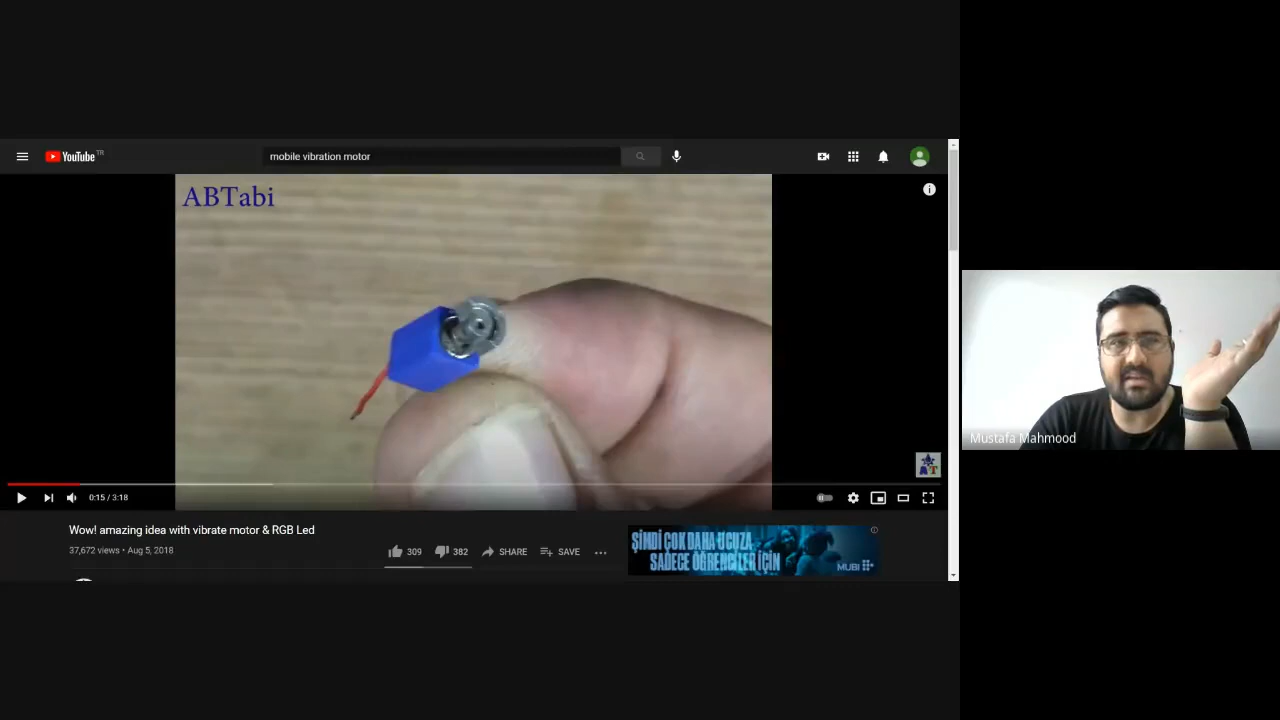 YouTube TR
mobile vibration motor
ABTabi
0:15 / 3:18
Wow! amazing idea with vibrate motor & RGB Led
37,672 views • Aug 5, 2018
309
382
SHARE
SAVE
ŞİMDİ ÇOK DAHA UCUZA
SADECE ÖĞRENCİLER İÇİN
MUBI
AT
Mustafa Mahmood